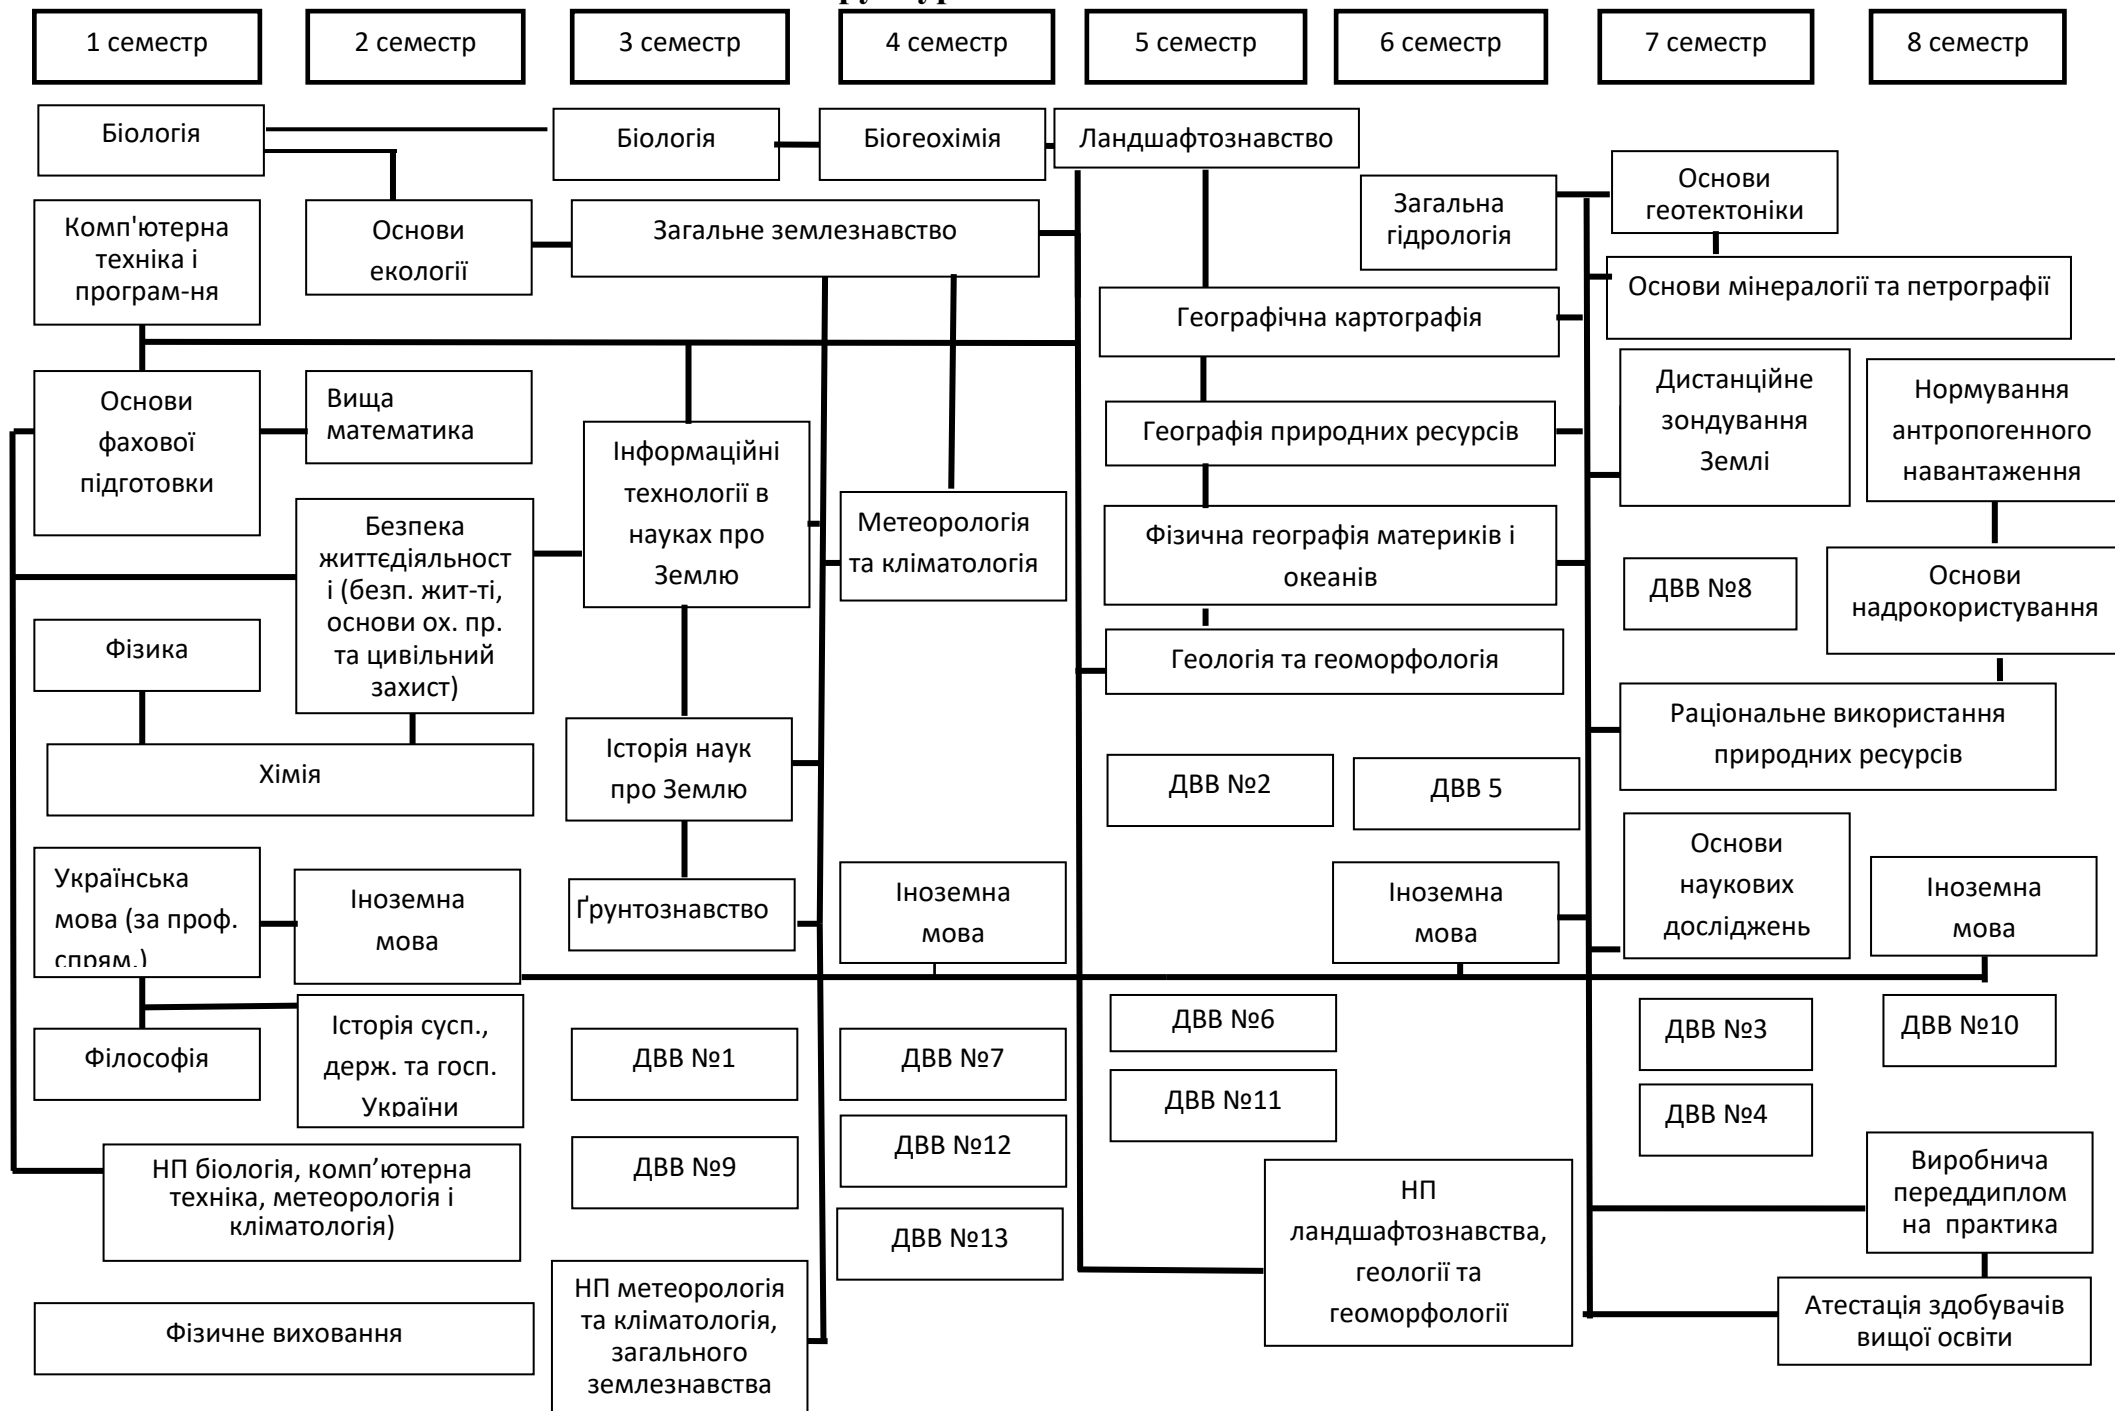 1 семестр
2 семестр
3 семестр
4 семестр
5 семестр
6 семестр
7 семестр
8 семестр
Біологія
Біологія
Біогеохімія
Ландшафтознавство
Загальна
гідрологія
Основи
геотектоніки
Комп'ютерна
техніка і
програм-ня
Основи
екології
Загальне землезнавство
Основи мінералогії та петрографії
Географічна картографія
Основи
фахової
підготовки
Вища
математика
Інформаційні
технології в
науках про
Землю
Географія природних ресурсів
Дистанційне
зондування
Землі
Нормування
антропогенного
навантаження
Безпека
життєдіяльност
і (безп. жит-ті,
основи ох. пр.
та цивільний
захист)
Метеорологія
та кліматологія
Фізична географія материків і
океанів
ДВВ №8
Основи
надрокористування
Фізика
Геологія та геоморфологія
Хімія
Історія наук
про Землю
ДВВ №2
ДВВ 5
Раціональне використання
природних ресурсів
Українська
мова (за проф.
спрям.)
Іноземна
мова
Ґрунтознавство
Іноземна
мова
Іноземна
мова
Основи
наукових
досліджень
Іноземна
мова
Філософія
Історія сусп.,
держ. та госп.
України
ДВВ №1
ДВВ №7
ДВВ №6
ДВВ №3
ДВВ №10
ДВВ №11
ДВВ №4
НП біологія, комп’ютерна
техніка, метеорологія і
кліматологія)
ДВВ №9
ДВВ №12
НП
ландшафтознавства,
геології та
геоморфології
Виробнича
переддиплом
на практика
ДВВ №13
Фізичне виховання
НП метеорологія
та кліматологія,
загального
землезнавства
Атестація здобувачів
вищої освіти